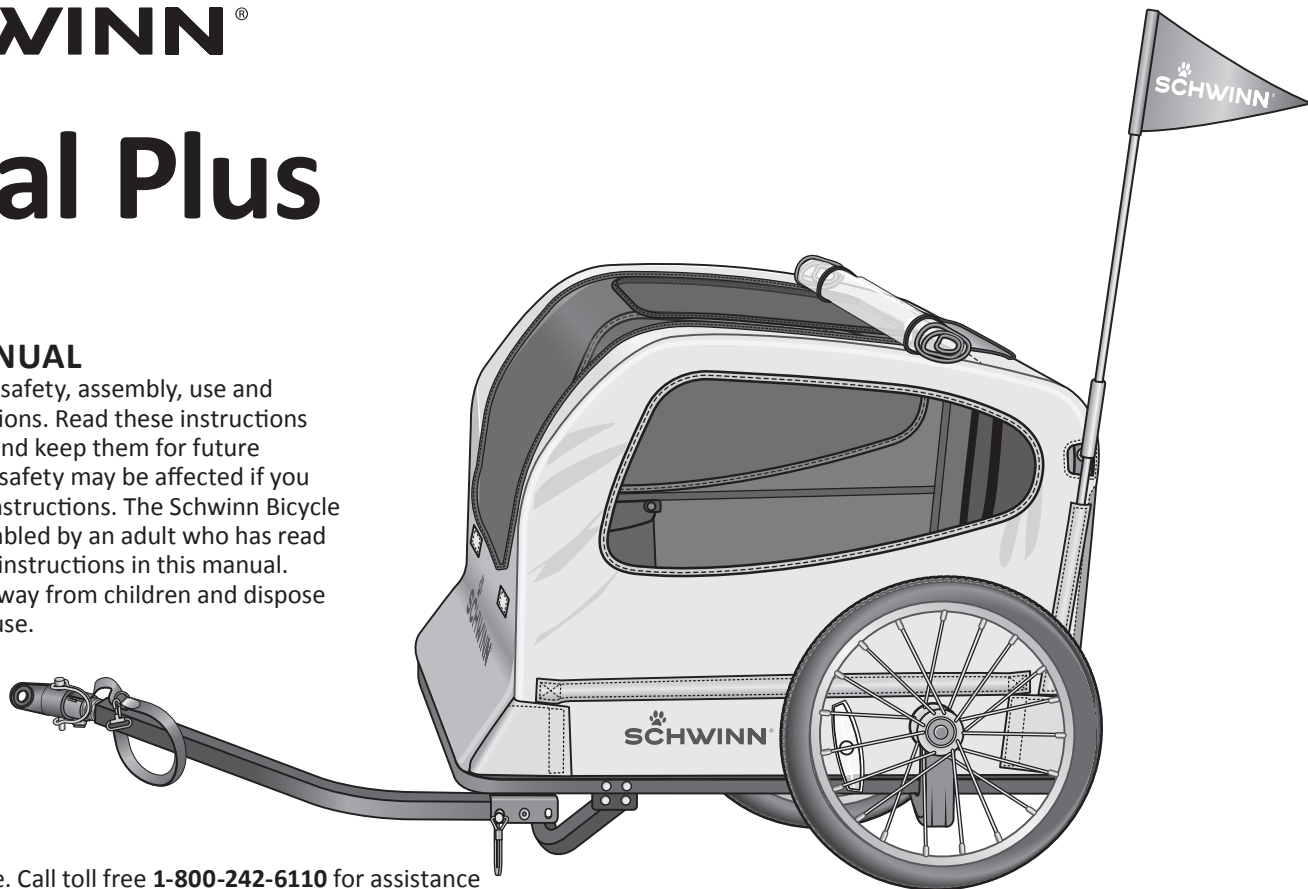 WINN®
al Plus
NUAL
safety, assembly, use and
ions. Read these instructions
nd keep them for future
safety may be affected if you
nstructions. The Schwinn Bicycle
bled by an adult who has read
instructions in this manual.
way from children and dispose
use.
e. Call toll free 1-800-242-6110 for assistance
SCHWINN®
SCHWINN
SCHWINN®